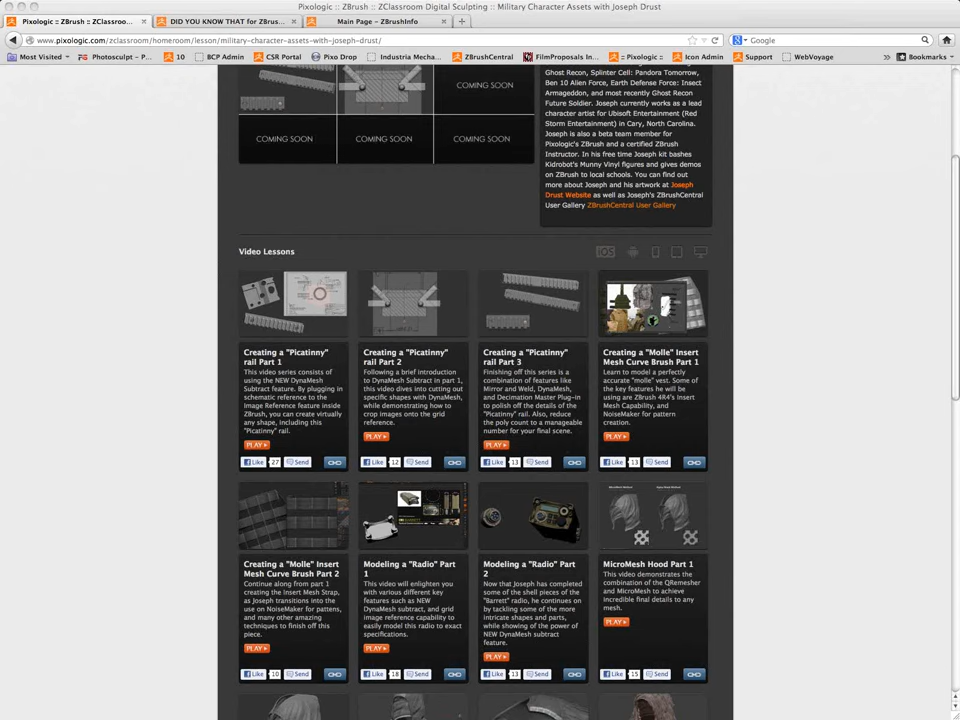 Pixologic :: ZBrush :: ZClassroom Digital Sculpting :: Military Character Assets with Joseph Drust
Pixologic :: ZBrush :: ZClassroo...
DID YOU KNOW THAT for ZBrus...
Main Page – ZBrushInfo
www.pixologic.com/zclassroom/homeroom/lesson/military-character-assets-with-joseph-drust/
Google
Most Visited
Photosculpt – P...
10
BCP Admin
CSR Portal
Pixo Drop
Industria Mecha...
ZBrushCentral
FilmProposals In...
:: Pixologic ::
Icon Admin
Support
WebVoyage
Bookmarks
COMING SOON
COMING SOON
COMING SOON
COMING SOON
Ghost Recon, Splinter Cell: Pandora Tomorrow,
Ben 10 Alien Force, Earth Defense Force: Insect
Armageddon, and most recently Ghost Recon
Future Soldier. Joseph currently works as a lead
character artist for Ubisoft Entertainment (Red
Storm Entertainment) in Cary, North Carolina.
Joseph is also a beta team member for
Pixologic's ZBrush and a certified ZBrush
Instructor. In his free time Joseph kit bashes
Kidrobot's Munny Vinyl figures and gives demos
on ZBrush to local schools. You can find out
more about Joseph and his artwork at Joseph
Drust Website as well as Joseph's ZBrushCentral
User Gallery ZBrushCentral User Gallery
Video Lessons
iOS
Creating a "Picatinny"
rail Part 1
This video series consists of
using the NEW DynaMesh
Subtract feature. By plugging in
schematic reference to the
Image Reference feature inside
ZBrush, you can create virtually
any shape, including this
"Picatinny" rail.
PLAY
Like 27 Send
Creating a "Picatinny"
rail Part 2
Following a brief introduction
to DynaMesh Subtract in part 1,
this video dives into cutting out
specific shapes with DynaMesh,
while demonstrating how to
crop images onto the grid
reference.
PLAY
Like 12 Send
Creating a "Picatinny"
rail Part 3
Finishing off this series is a
combination of features like
Mirror and Weld, DynaMesh,
and Decimation Master Plug-in
to polish off the details of the
"Picatinny" rail. Also, reduce
the poly count to a manageable
number for your final scene.
PLAY
Like 13 Send
Creating a "Molle" Insert
Mesh Curve Brush Part 1
Learn to model a perfectly
accurate "molle" vest. Some of
the key features he will be
using are ZBrush 4R4's Insert
Mesh Capability, and
NoiseMaker for pattern
creation.
PLAY
Like 13 Send
Creating a "Molle" Insert
Mesh Curve Brush Part 2
Continue along from part 1
creating the Insert Mesh Strap,
as Joseph transitions into the
use on NoiseMaker for pattens,
and many other amazing
techniques to finish off this
piece.
PLAY
Like 10 Send
Modeling a "Radio" Part
1
This video will enlighten you
with various different key
features such as NEW
DynaMesh subtract, and grid
image reference capability to
easily model this radio to exact
specifications.
PLAY
Like 18 Send
Modeling a "Radio" Part
2
Now that Joseph has completed
some of the shell pieces of the
"Barrett" radio, he continues on
by tackling some of the more
intricate shapes and parts,
while showing of the power of
NEW DynaMesh subtract
feature.
PLAY
Like 13 Send
MicroMesh Hood Part 1
This video demonstrates the
combination of the QRemesher
and MicroMesh to achieve
incredible final details to any
mesh.
PLAY
Like 15 Send